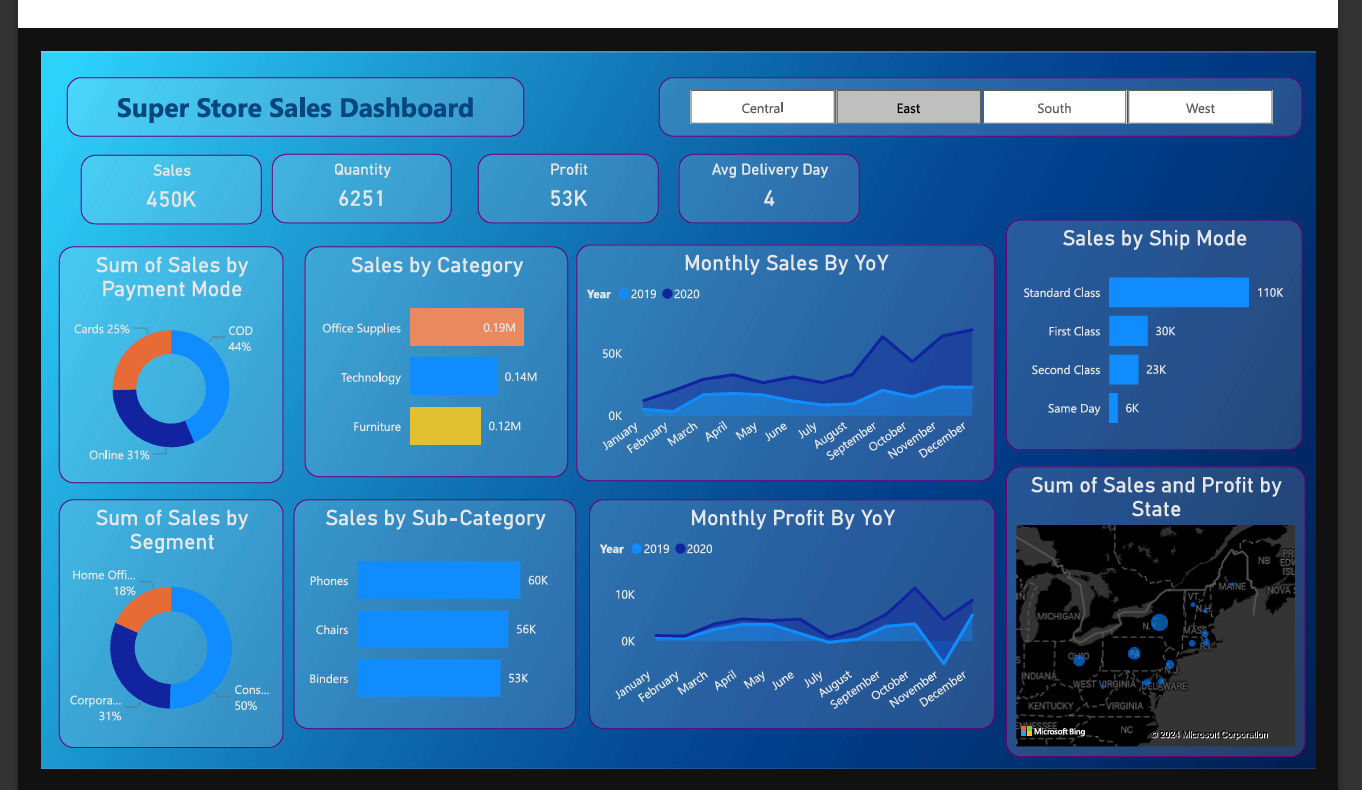 Super Store Sales Dashboard
Central
East
South
West
Sales
450K
Quantity
6251
Profit
53K
Avg Delivery Day
4
Sum of Sales by
Payment Mode
Cards 25%
COD
44%
Online 31%
Sales by Category
Office Supplies
0.19M
Technology
0.14M
Furniture
0.12M
Monthly Sales By YoY
Year 2019 2020
50K
0K
January
February
March
April
May
June
July
August
September
October
November
December
Sales by Ship Mode
Standard Class
110K
First Class
30K
Second Class
23K
Same Day
6K
Sum of Sales by
Segment
Home Offi...
18%
Corpora...
31%
Cons...
50%
Sales by Sub-Category
Phones
60K
Chairs
56K
Binders
53K
Monthly Profit By YoY
Year 2019 2020
10K
0K
January
February
March
April
May
June
July
August
September
October
November
December
Sum of Sales and Profit by
State
NB
MAINE
NOVA S
VT.
N.H.
MICHIGAN
MASS
OHIO
PA
N.J.
INDIANA
WEST VIRGINIA
DELAWARE
KENTUCKY
VIRGINIA
NC
Microsoft Bing
© 2024 Microsoft Corporation